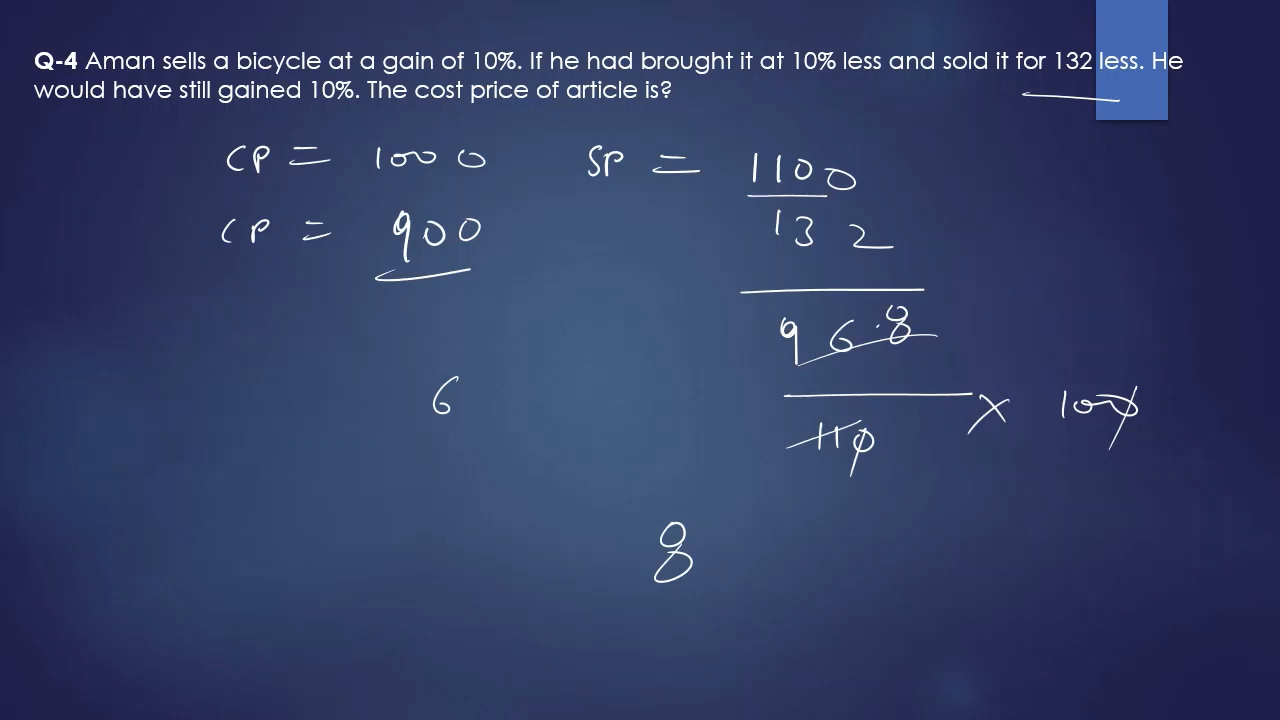 Q-4 Aman sells a bicycle at a gain of 10%. If he had brought it at 10% less and sold it for 132 less. He
would have still gained 10%. The cost price of article is?
CP = 1000 SP = 1100
CP = 900 132
968
6 110 × 100
8